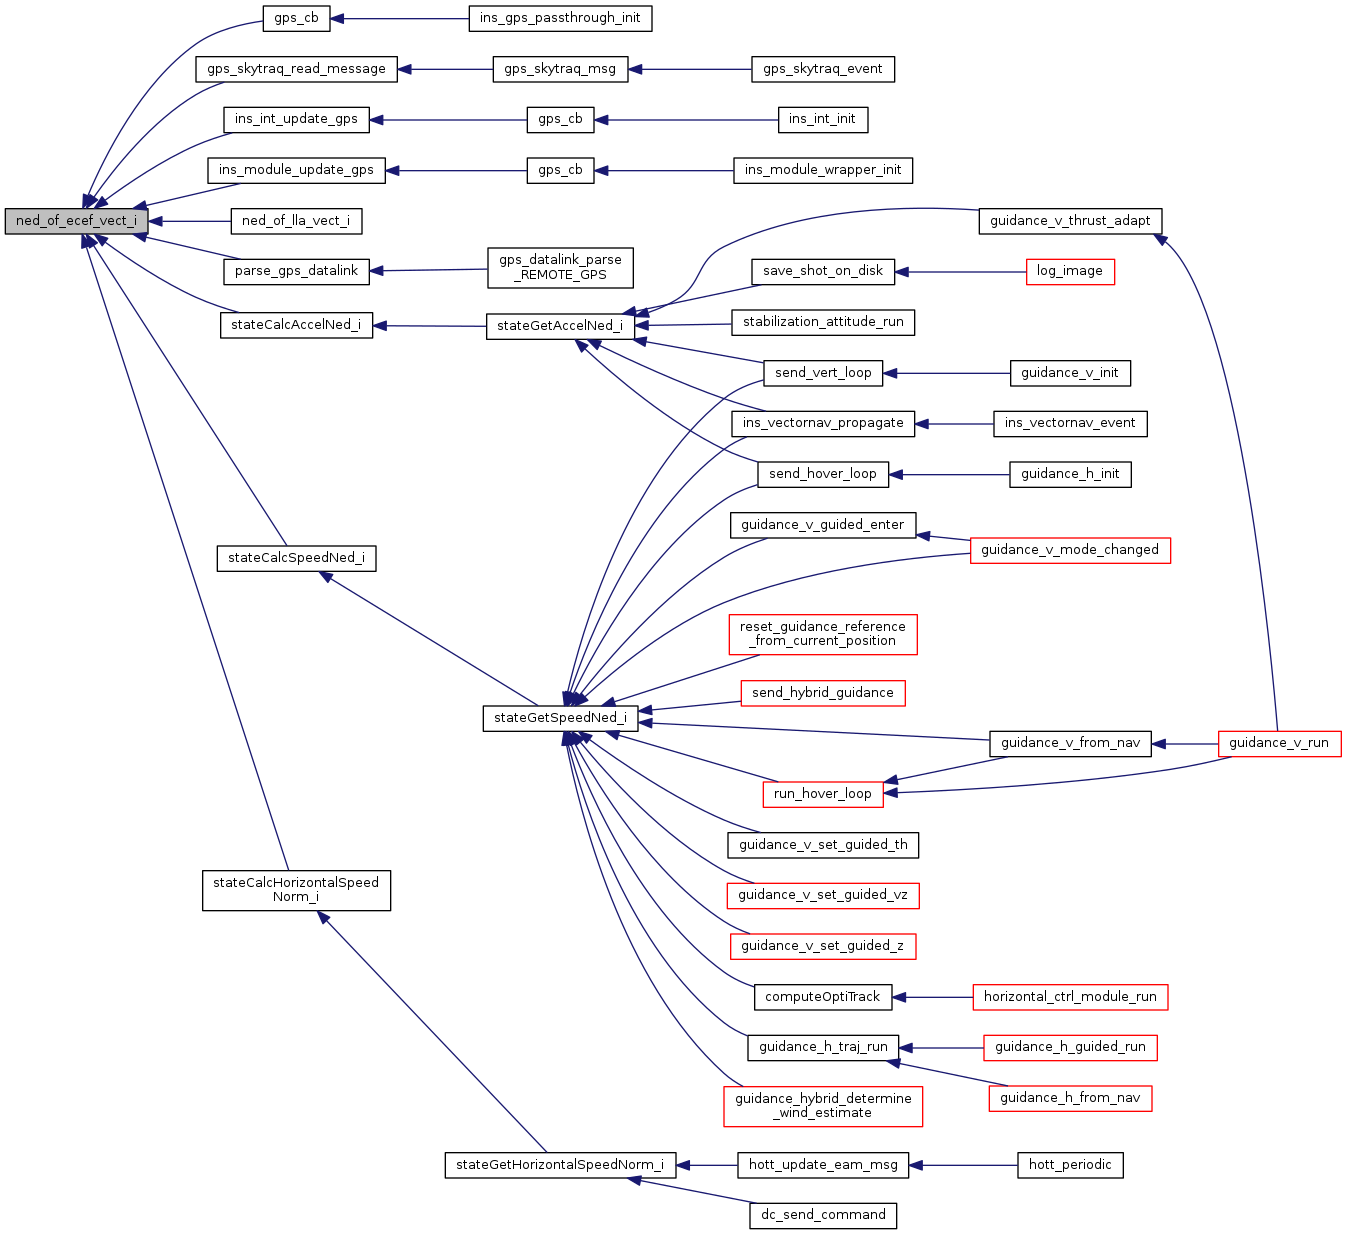 gps_cb
ins_gps_passthrough_init
gps_skytraq_read_message
gps_skytraq_msg
gps_skytraq_event
ins_int_update_gps
gps_cb
ins_int_init
ins_module_update_gps
gps_cb
ins_module_wrapper_init
ned_of_ecef_vect_i
ned_of_lla_vect_i
guidance_v_thrust_adapt
parse_gps_datalink
gps_datalink_parse
_REMOTE_GPS
save_shot_on_disk
log_image
stateCalcAccelNed_i
stateGetAccelNed_i
stabilization_attitude_run
send_vert_loop
guidance_v_init
ins_vectornav_propagate
ins_vectornav_event
send_hover_loop
guidance_h_init
guidance_v_guided_enter
guidance_v_mode_changed
stateCalcSpeedNed_i
reset_guidance_reference
_from_current_position
send_hybrid_guidance
stateGetSpeedNed_i
guidance_v_from_nav
guidance_v_run
run_hover_loop
guidance_v_set_guided_th
stateCalcHorizontalSpeed
Norm_i
guidance_v_set_guided_vz
guidance_v_set_guided_z
computeOptiTrack
horizontal_ctrl_module_run
guidance_h_traj_run
guidance_h_guided_run
guidance_h_from_nav
guidance_hybrid_determine
_wind_estimate
stateGetHorizontalSpeedNorm_i
hott_update_eam_msg
hott_periodic
dc_send_command